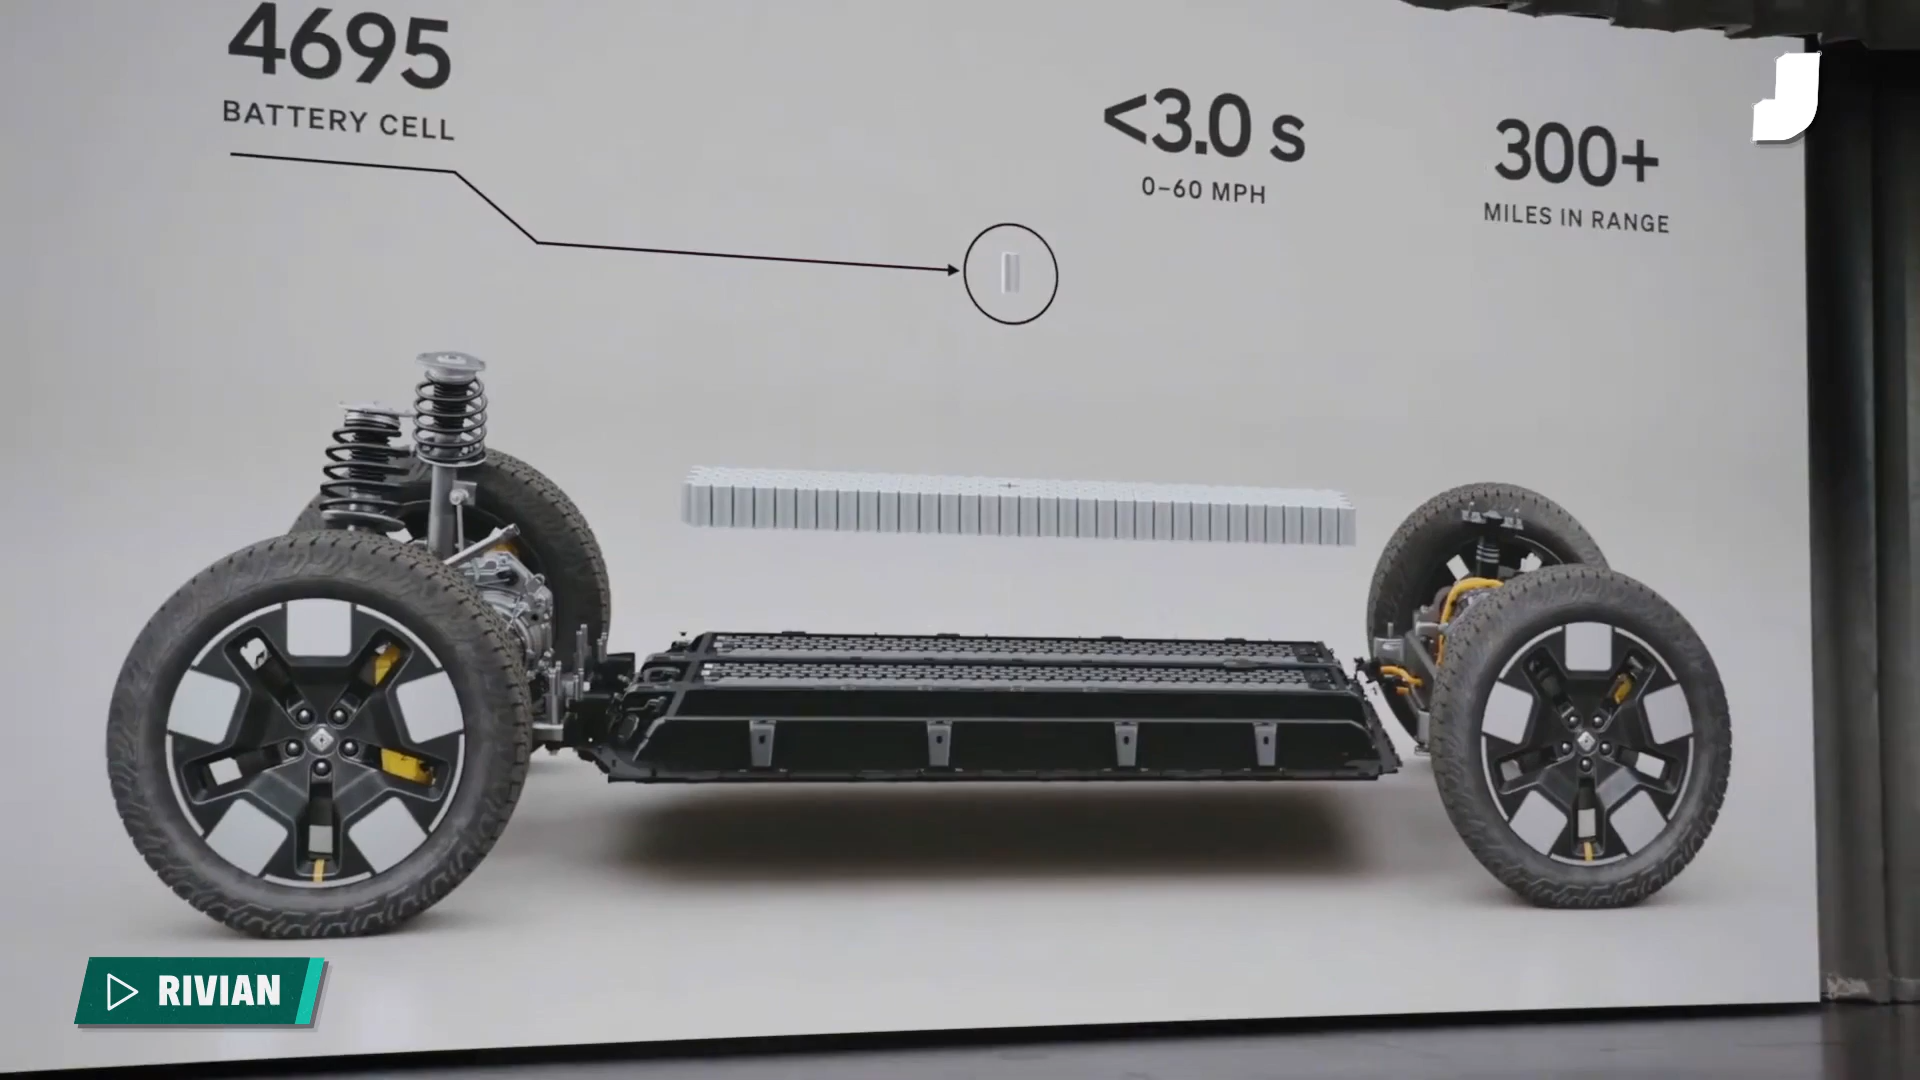 4695
BATTERY CELL
<3.0 s
0–60 MPH
300+
MILES IN RANGE
RIVIAN